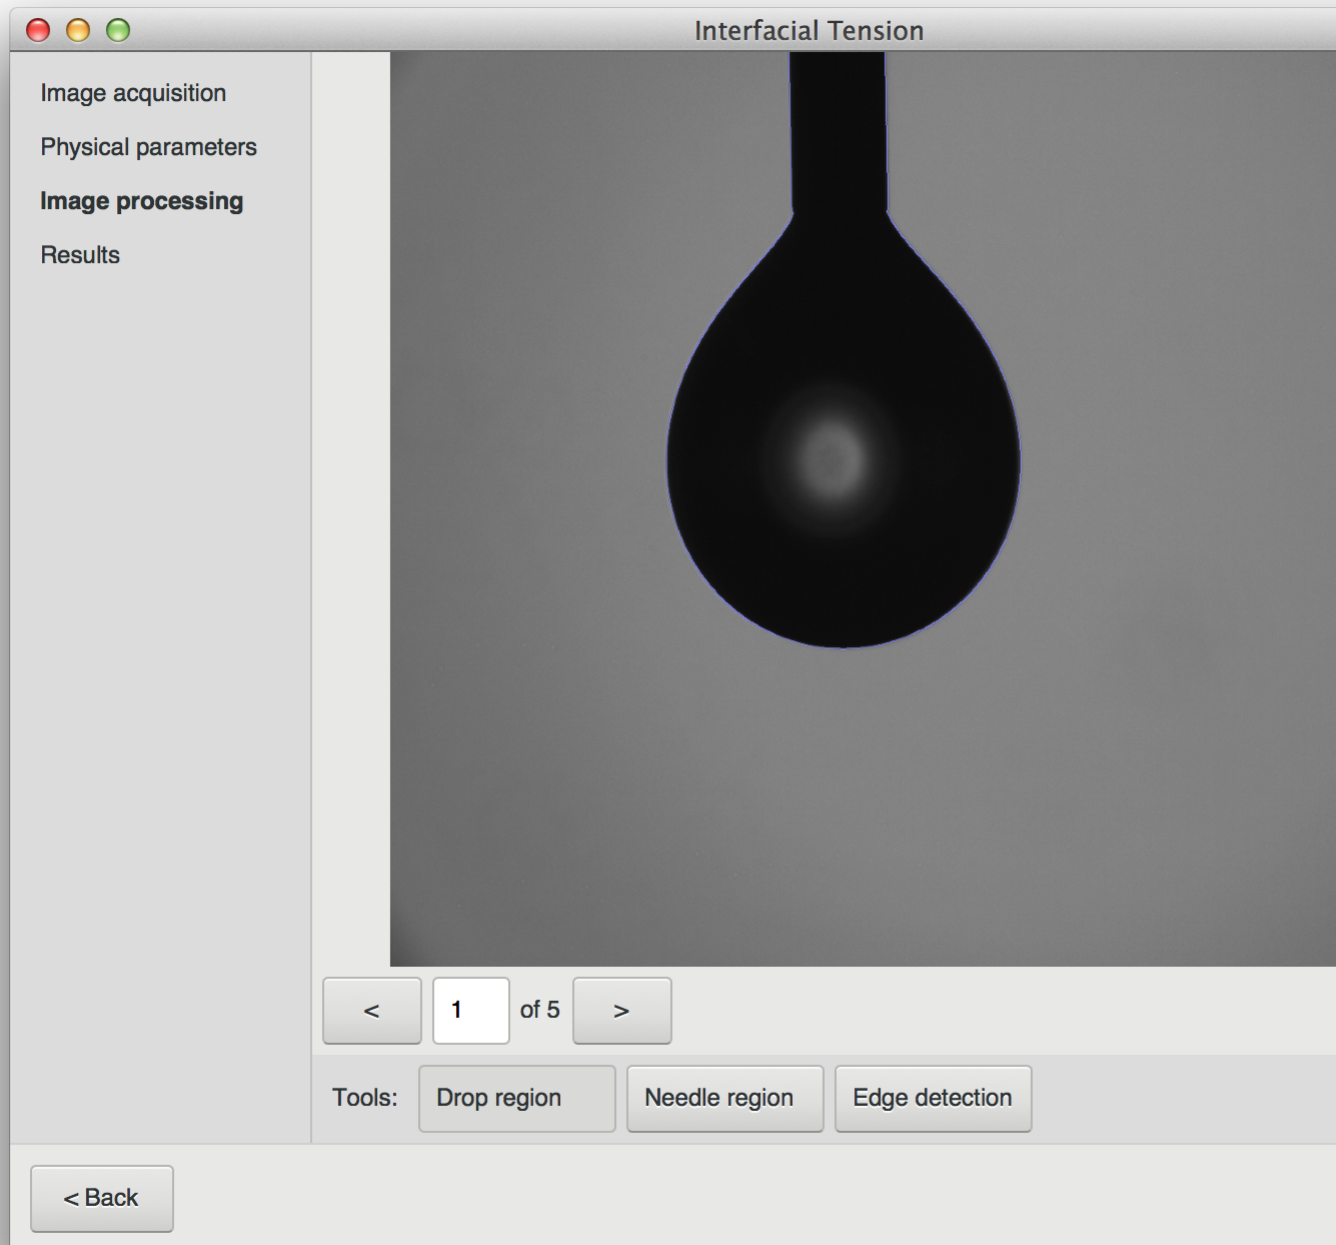 Interfacial Tension
Image acquisition
Physical parameters
Image processing
Results
< 1 of 5 >
Tools: Drop region Needle region Edge detection
< Back